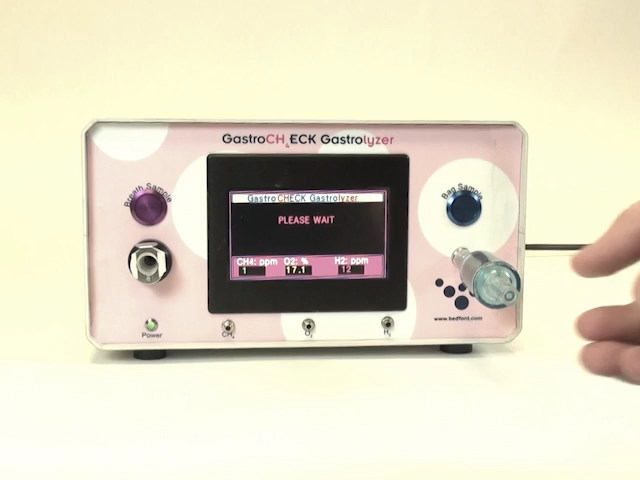 GastroCH₄ECK Gastrolyzer
Breath Sample
Bag Sample
GastroCHECK Gastrolyzer
PLEASE WAIT
CH4: ppm O2: % H2: ppm
1 17.1 12
www.bedfont.com
Power
CH₄
O₂
H₂